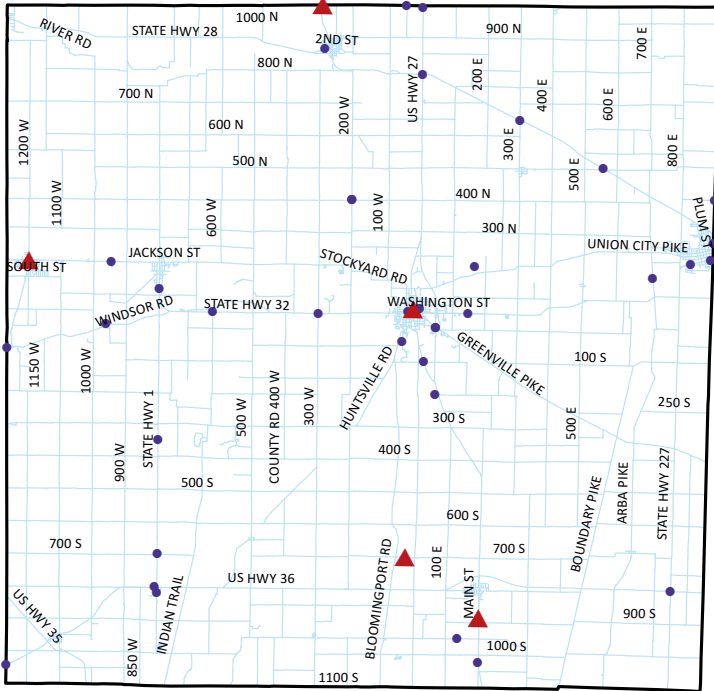 1000 N
RIVER RD
STATE HWY 28
900 N
700 E
2ND ST
800 N
US HWY 27
200 E
700 N
400 E
600 E
200 W
600 N
300 E
1200 W
800 E
500 N
500 E
1100 W
600 W
100 W
400 N
300 N
PLUM ST
UNION CITY PIKE
JACKSON ST
STOCKYARD RD
SOUTH ST
WINDSOR RD
STATE HWY 32
WASHINGTON ST
GREENVILLE PIKE
1150 W
1000 W
HUNTSVILLE RD
100 S
250 S
STATE HWY 1
500 W
COUNTY RD 400 W
300 W
300 S
500 E
900 W
400 S
500 S
BOUNDARY PIKE
ARBA PIKE
STATE HWY 227
600 S
700 S
700 S
100 E
BLOOMINGPORT RD
MAIN ST
US HWY 36
US HWY 35
INDIAN TRAIL
900 S
850 W
1000 S
1100 S